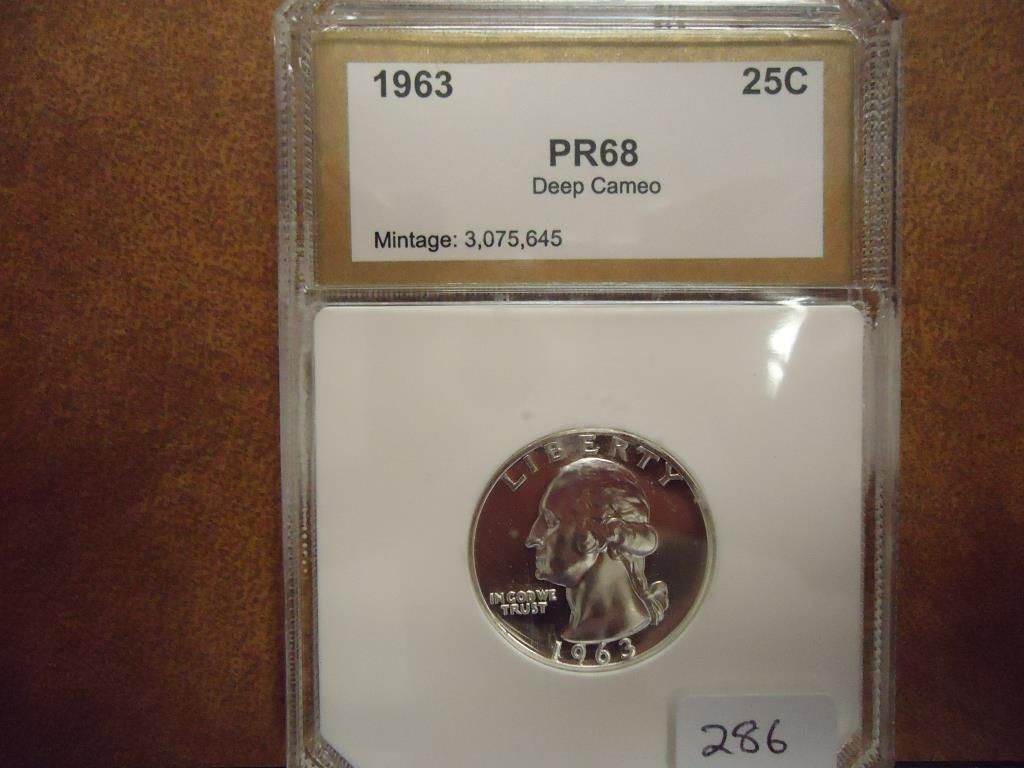 1963 25C
PR68
Deep Cameo
Mintage: 3,075,645
LIBERTY
IN GOD WE
TRUST
1963
286